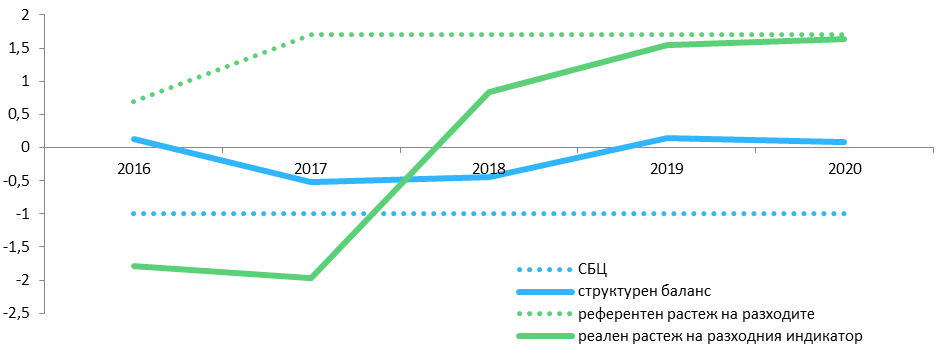 2
1,5
1
0,5
0
-0,5
-1
-1,5
-2
-2,5
2016 2017 2018 2019 2020
СБЦ
структурен баланс
референтен растеж на разходите
реален растеж на разходния индикатор